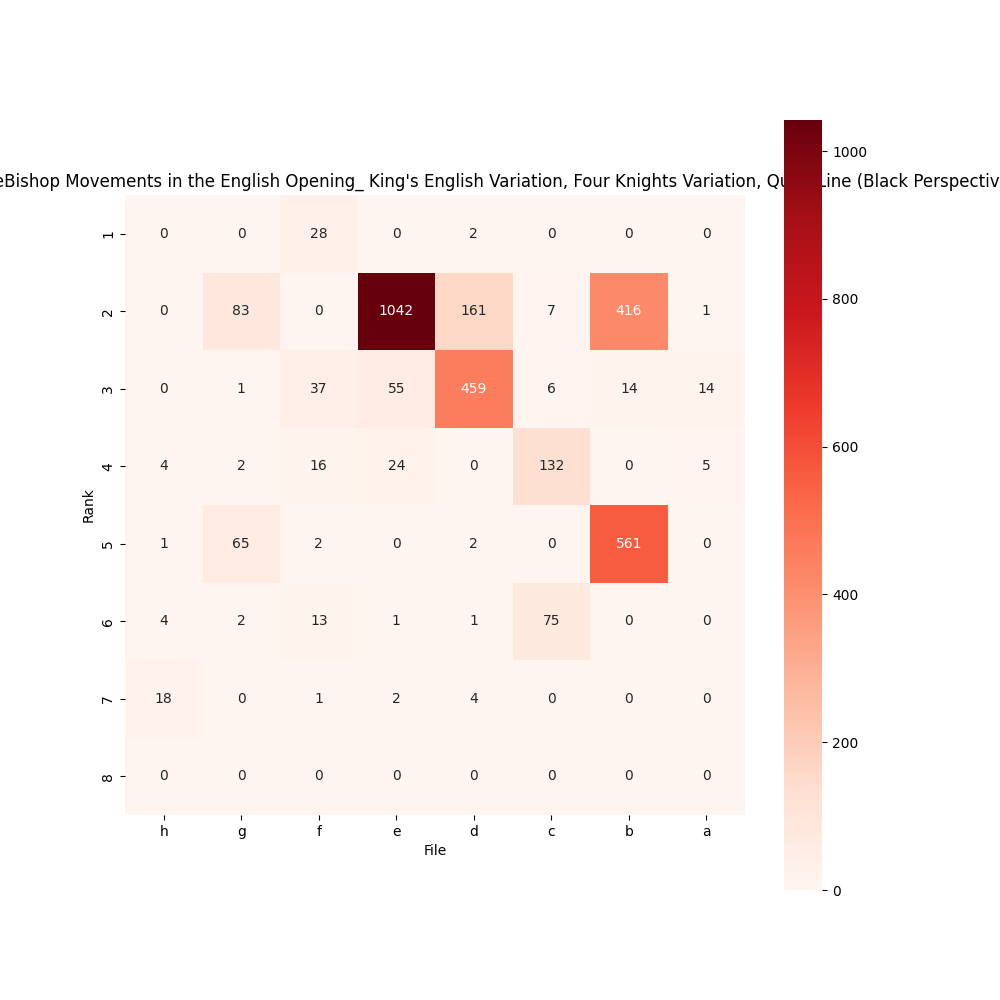 eBishop Movements in the English Opening_ King's English Variation, Four Knights Variation, Line (Black Perspectiv
1 0 0 28 0 2 0 0 0
2 0 83 0 1042 161 7 416 1
3 0 1 37 55 459 6 14 14
4 4 2 16 24 0 132 0 5
Rank
5 1 65 2 0 2 0 561 0
6 4 2 13 1 1 75 0 0
7 18 0 1 2 4 0 0 0
8 0 0 0 0 0 0 0 0
h g f e d c b a
File
1000
800
600
400
200
0